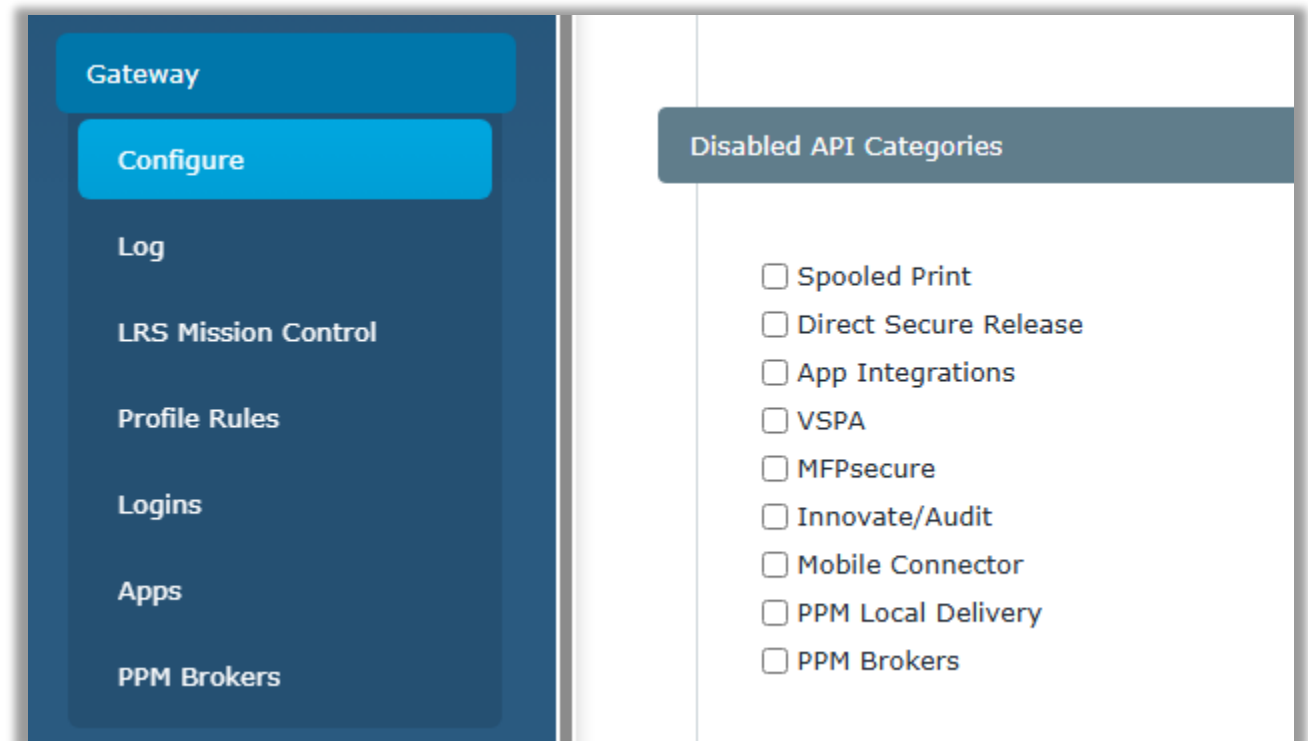 Gateway
Configure
Log
LRS Mission Control
Profile Rules
Logins
Apps
PPM Brokers
Disabled API Categories
Spooled Print
Direct Secure Release
App Integrations
VSPA
MFPsecure
Innovate/Audit
Mobile Connector
PPM Local Delivery
PPM Brokers